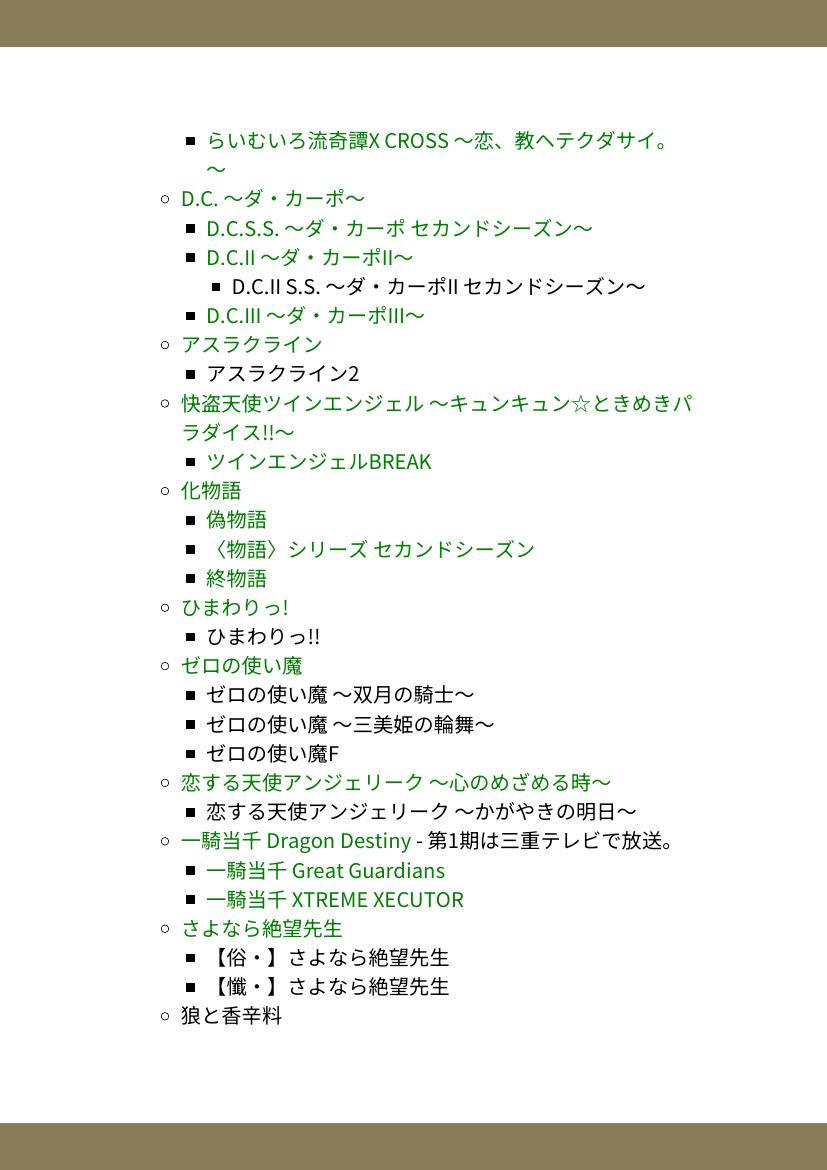 らいむいろ流奇譚X CROSS ～恋、教ヘテクダサイ。
～
D.C. ～ダ・カーポ～
D.C.S.S. ～ダ・カーポ セカンドシーズン～
D.C.II ～ダ・カーポII～
D.C.II S.S. ～ダ・カーポII セカンドシーズン～
D.C.III ～ダ・カーポIII～
アスラクライン
アスラクライン2
快盗天使ツインエンジェル ～キュンキュン☆ときめきパ
ラダイス!!～
ツインエンジェルBREAK
化物語
偽物語
〈物語〉シリーズ セカンドシーズン
終物語
ひまわりっ!
ひまわりっ!!
ゼロの使い魔
ゼロの使い魔 ～双月の騎士～
ゼロの使い魔 ～三美姫の輪舞～
ゼロの使い魔F
恋する天使アンジェリーク ～心のめざめる時～
恋する天使アンジェリーク ～かがやきの明日～
一騎当千 Dragon Destiny - 第1期は三重テレビで放送。
一騎当千 Great Guardians
一騎当千 XTREME XECUTOR
さよなら絶望先生
【俗・】さよなら絶望先生
【懺・】さよなら絶望先生
狼と香辛料